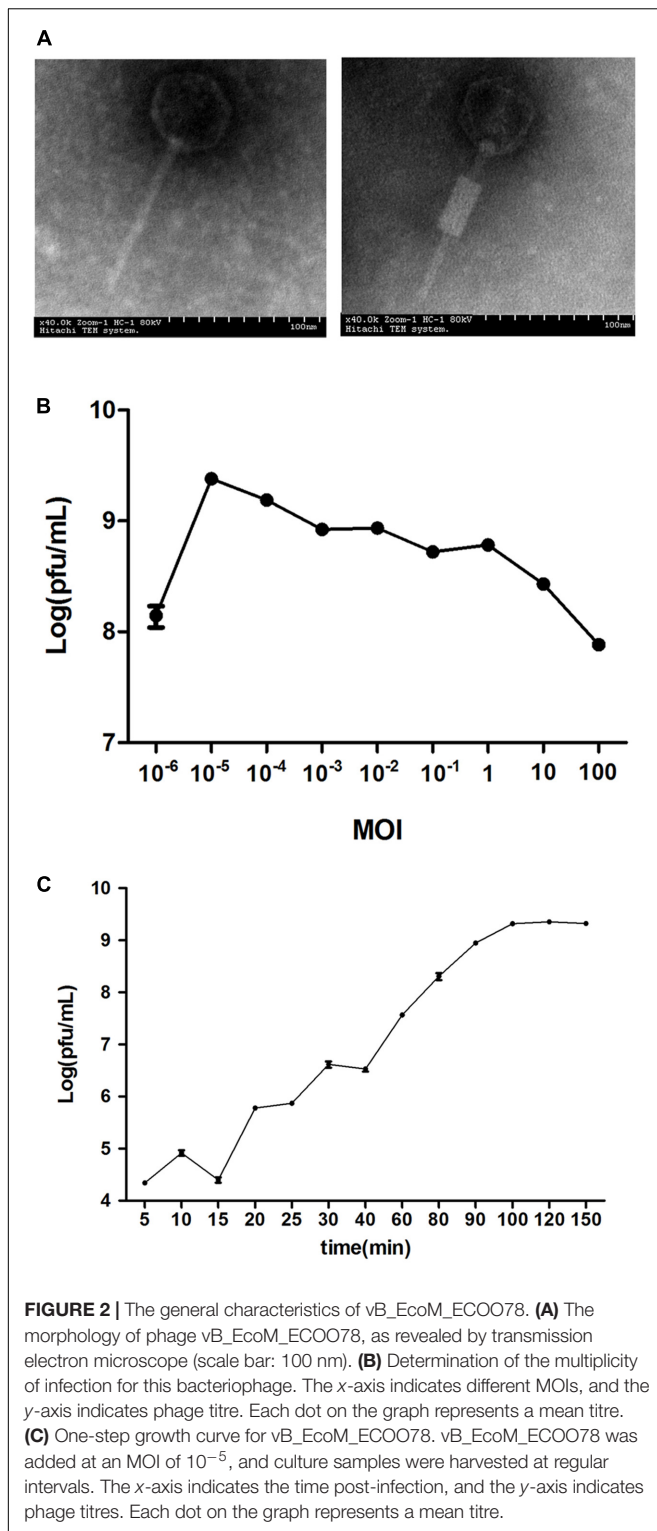 A
x40.0k Zoom-1 HC-1 80kV
Hitachi TEM system.
100nm
x40.0k Zoom-1 HC-1 80kV
Hitachi TEM system.
100nm
B
Log(pfu/mL)
10
9
8
7
10⁻⁶ 10⁻⁵ 10⁻⁴ 10⁻³ 10⁻² 10⁻¹ 1 10 100
MOI
C
Log(pfu/mL)
10
9
8
7
6
5
4
5 10 15 20 25 30 40 60 80 90 100 120 150
time(min)
FIGURE 2 | The general characteristics of vB_EcoM_ECOO78. (A) The
morphology of phage vB_EcoM_ECOO78, as revealed by transmission
electron microscope (scale bar: 100 nm). (B) Determination of the multiplicity
of infection for this bacteriophage. The x-axis indicates different MOIs, and the
y-axis indicates phage titre. Each dot on the graph represents a mean titre.
(C) One-step growth curve for vB_EcoM_ECOO78. vB_EcoM_ECOO78 was
added at an MOI of 10⁻⁵, and culture samples were harvested at regular
intervals. The x-axis indicates the time post-infection, and the y-axis indicates
phage titres. Each dot on the graph represents a mean titre.